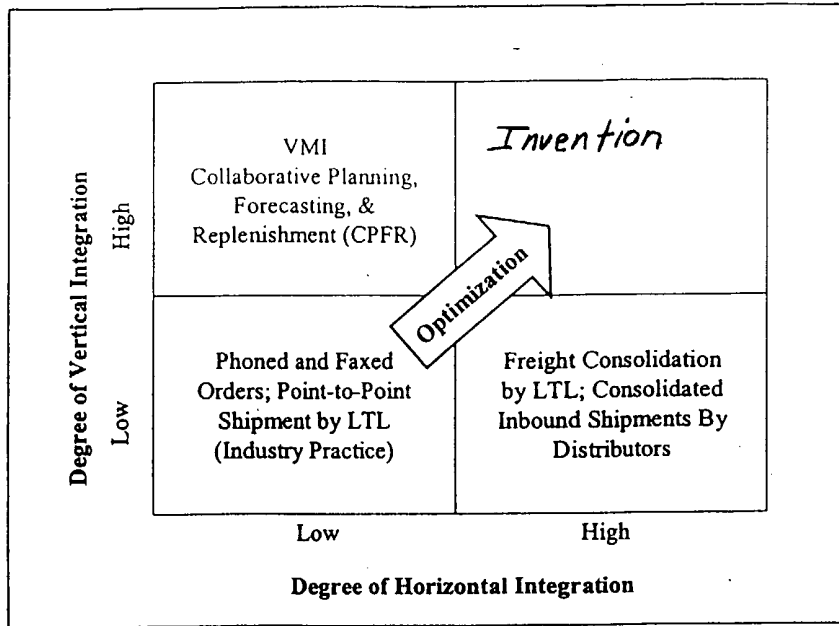 VMI
Collaborative Planning,
Forecasting, &
Replenishment (CPFR)
Invention
Optimization
Phoned and Faxed
Orders; Point-to-Point
Shipment by LTL
(Industry Practice)
Freight Consolidation
by LTL; Consolidated
Inbound Shipments By
Distributors
Degree of Vertical Integration
High
Low
Low
High
Degree of Horizontal Integration